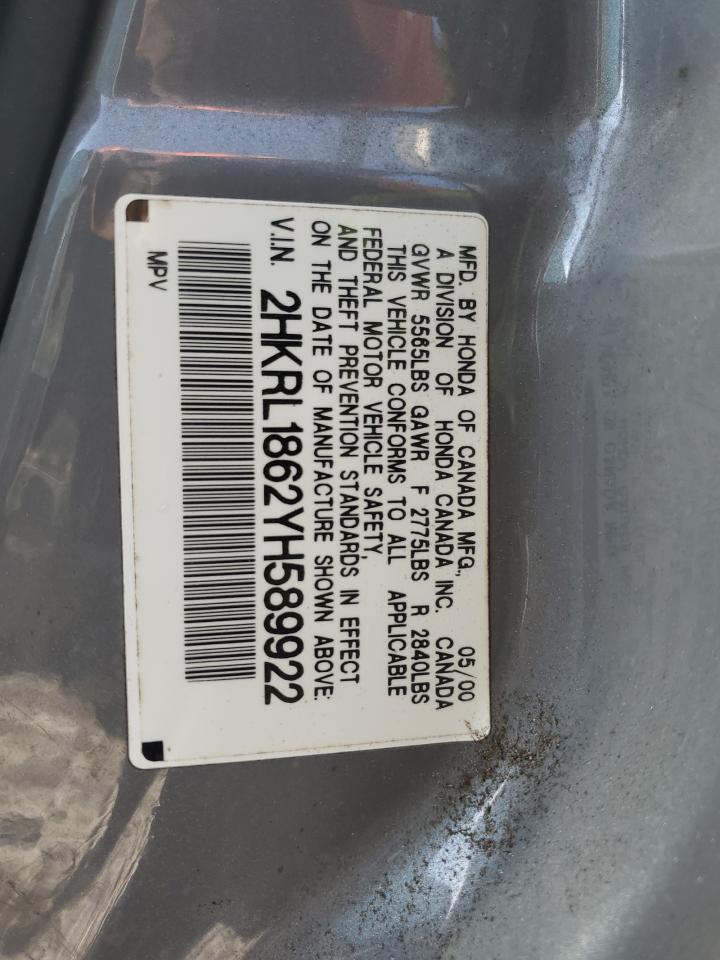 MFD. BY HONDA OF CANADA MFG., 05/00
A DIVISION OF HONDA CANADA INC. CANADA
GVWR 5565LBS GAWR F 2775LBS R 2840LBS
THIS VEHICLE CONFORMS TO ALL APPLICABLE
FEDERAL MOTOR VEHICLE SAFETY,
AND THEFT PREVENTION STANDARDS IN EFFECT
ON THE DATE OF MANUFACTURE SHOWN ABOVE.
V.I.N. 2HKRL1862YH589922
MPV